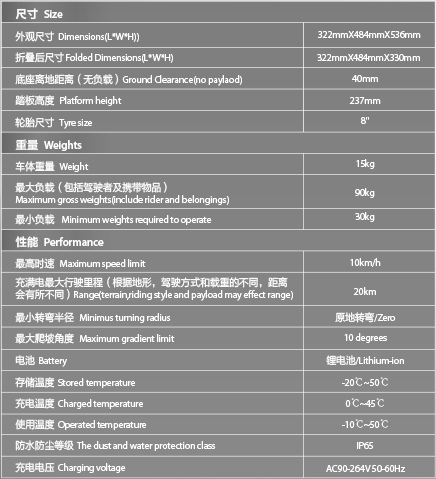 尺寸 Size
外观尺寸 Dimensions(L*W*H)) 322mmX484mmX536mm
折叠后尺寸 Folded Dimensions(L*W*H) 322mmX484mmX330mm
底座离地距离（无负载）Ground Clearance(no paylaod) 40mm
踏板高度 Platform height 237mm
轮胎尺寸 Tyre size 8"
重量 Weights
车体重量 Weight 15kg
最大负载（包括驾驶者及携带物品）
Maximum gross weights(include rider and belongings) 90kg
最小负载 Minimum weights required to operate 30kg
性能 Performance
最高时速 Maximum speed limit 10km/h
充满电最大行驶里程（根据地形，驾驶方式和载重的不同，距离
会有所不同）Range(terrain,riding style and payload may effect range) 20km
最小转弯半径 Minimus turning radius 原地转弯/Zero
最大爬坡角度 Maximum gradient limit 10 degrees
电池 Battery 锂电池/Lithium-ion
存储温度 Stored temperature -20℃~50℃
充电温度 Charged temperature 0℃~45℃
使用温度 Operated temperature -10℃~50℃
防水防尘等级 The dust and water protection class IP65
充电电压 Charging voltage AC90-264V 50-60Hz